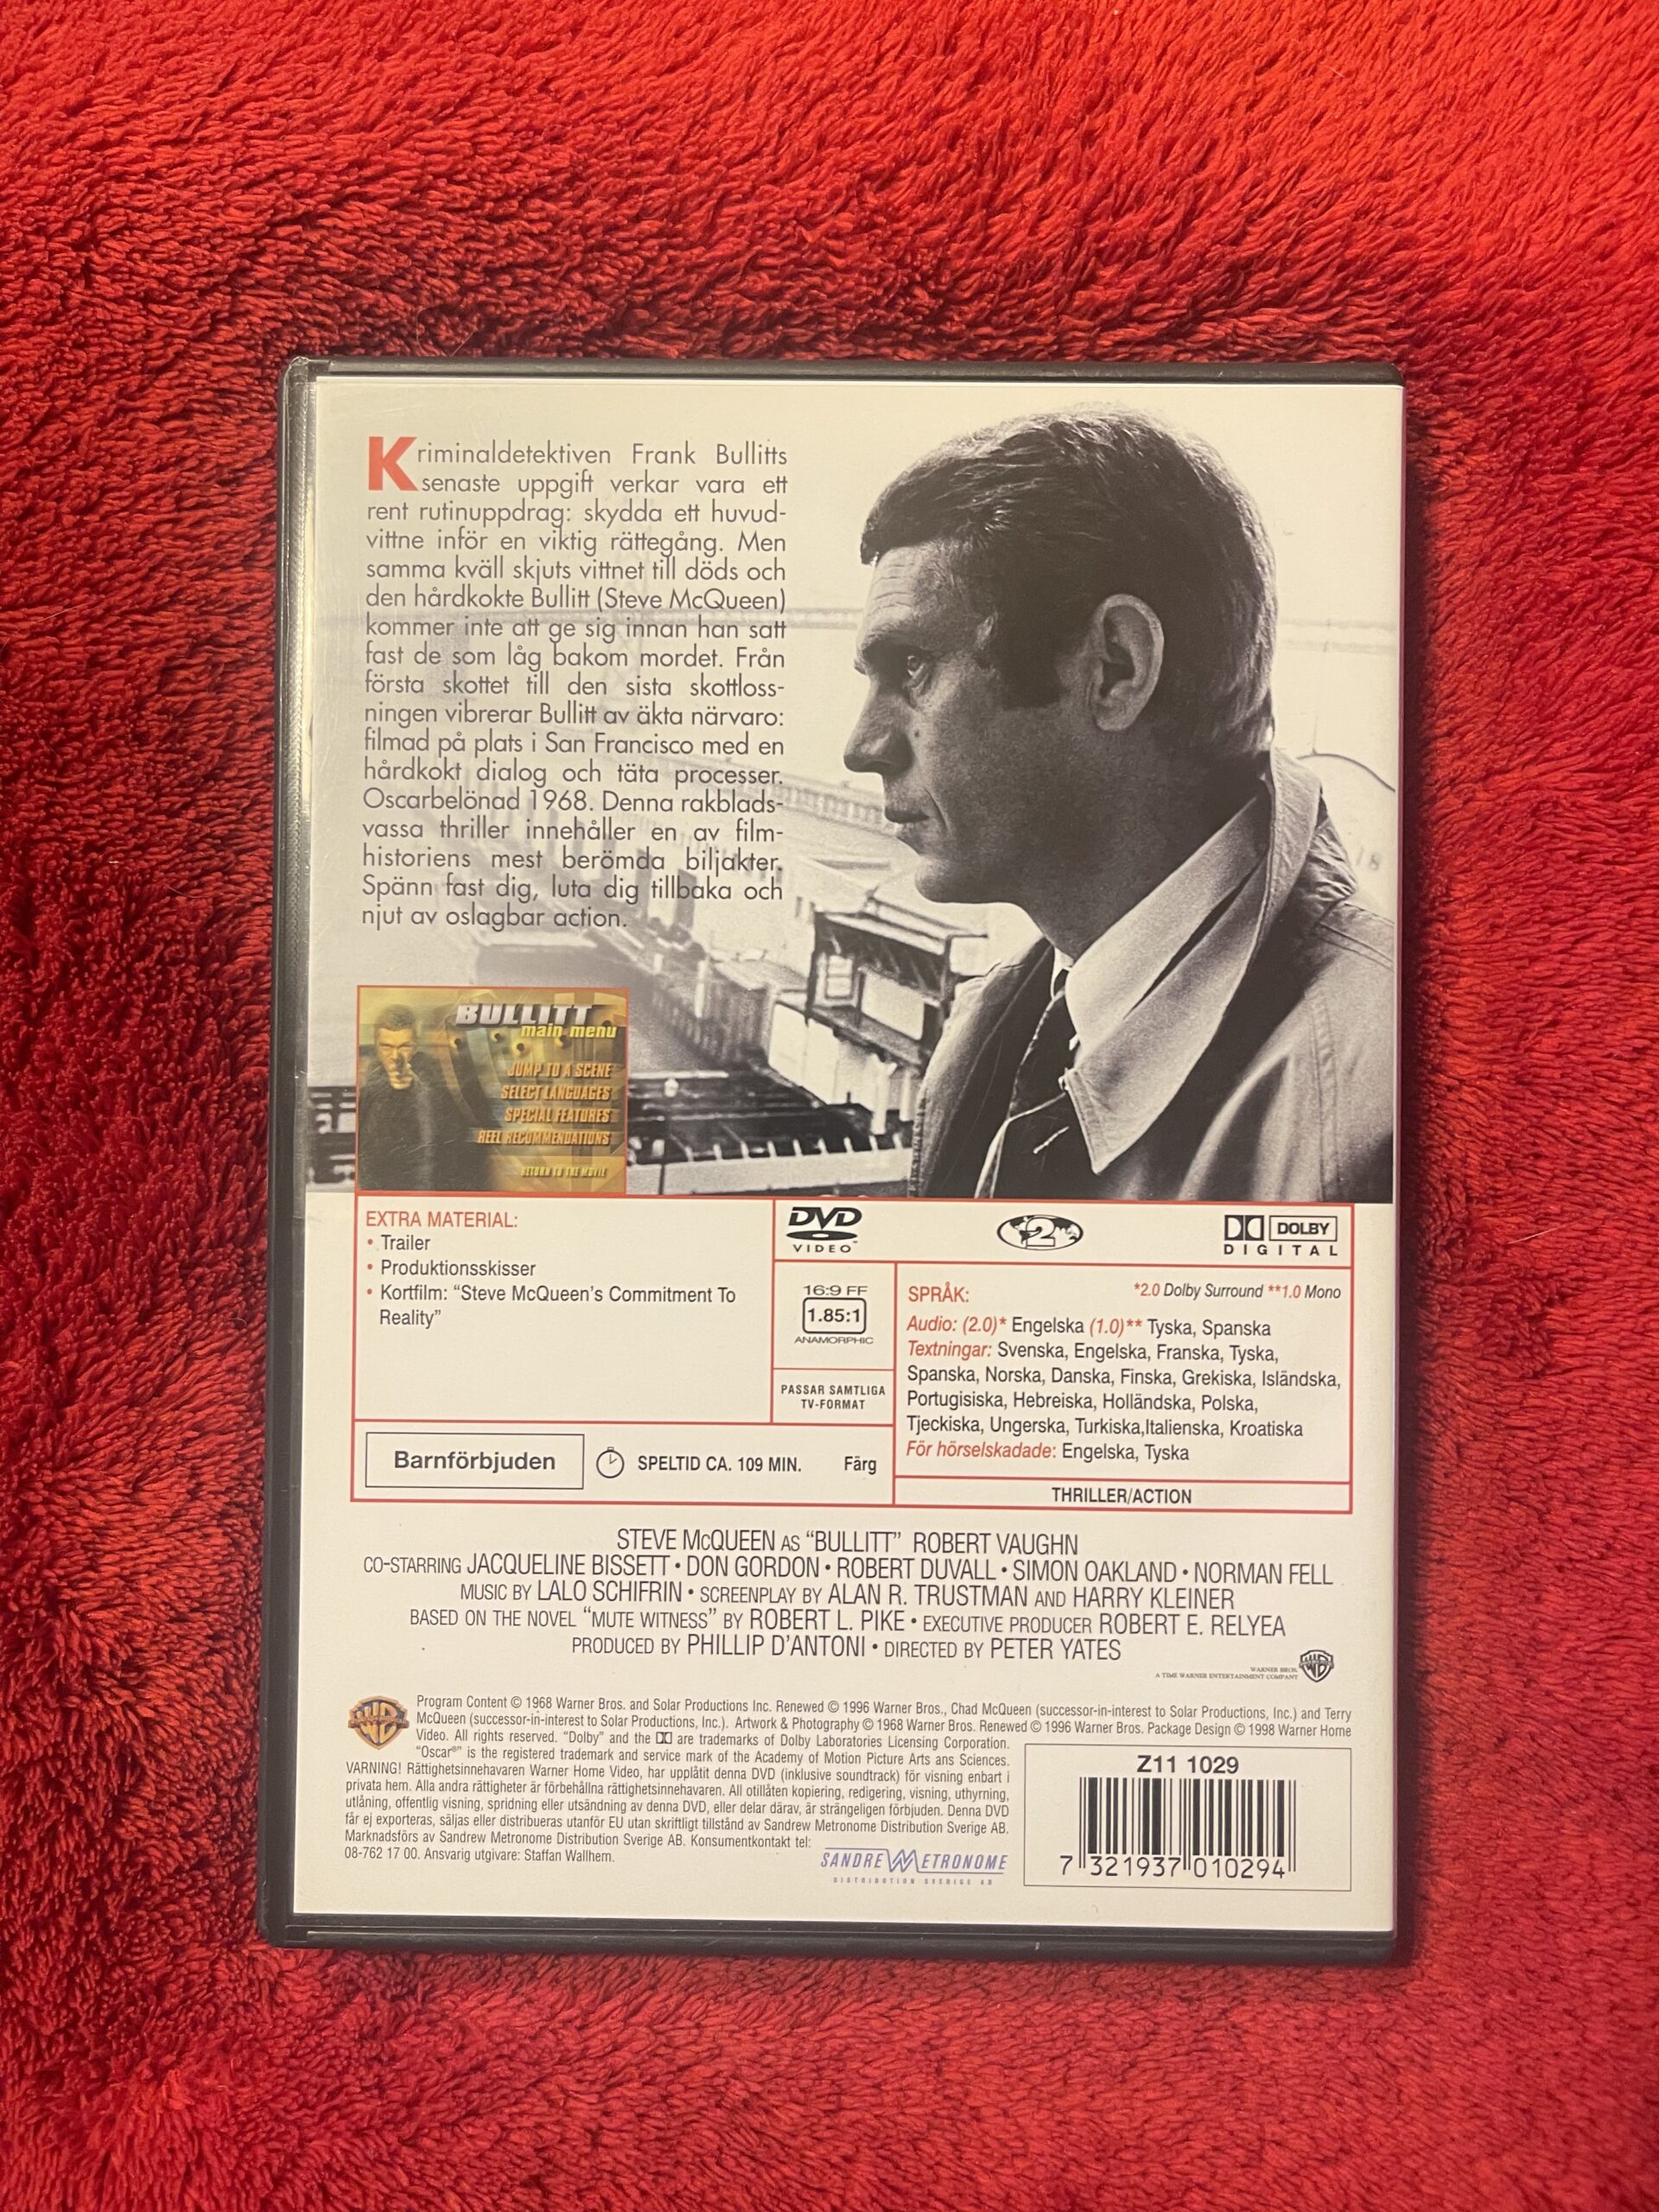 Kriminaldetektiven Frank Bullitts
senaste uppgift verkar vara ett
rent rutinuppdrag: skydda ett huvud-
vittne inför en viktig rättegång. Men
samma kväll skjuts vittnet till döds och
den hårdkokte Bullitt (Steve McQueen)
kommer inte att ge sig innan han satt
fast de som låg bakom mordet. Från
första skottet till den sista skottloss-
ningen vibrerar Bullitt av äkta närvaro:
filmad på plats i San Francisco med en
hårdkokt dialog och täta processer.
Oscarbelönad 1968. Denna rakblads-
vassa thriller innehåller en av film-
historiens mest berömda biljakter.
Spänn fast dig, luta dig tillbaka och
njut av oslagbar action.
BULLITT
main menu
JUMP TO A SCENE
SELECT LANGUAGES
SPECIAL FEATURES
REEL RECOMMENDATIONS
RETURN TO THE MOVIE
EXTRA MATERIAL:
• Trailer
• Produktionsskisser
• Kortfilm: “Steve McQueen’s Commitment To
Reality”
DVD
VIDEO
2
DOLBY
DIGITAL
16:9 FF
1.85:1
ANAMORPHIC
PASSAR SAMTLIGA
TV-FORMAT
SPRÅK: *2.0 Dolby Surround **1.0 Mono
Audio: (2.0)* Engelska (1.0)** Tyska, Spanska
Textningar: Svenska, Engelska, Franska, Tyska,
Spanska, Norska, Danska, Finska, Grekiska, Isländska,
Portugisiska, Hebreiska, Holländska, Polska,
Tjeckiska, Ungerska, Turkiska,Italienska, Kroatiska
För hörselskadade: Engelska, Tyska
Barnförbjuden SPELTID CA. 109 MIN. Färg
THRILLER/ACTION
STEVE McQUEEN AS “BULLITT” ROBERT VAUGHN
CO-STARRING JACQUELINE BISSETT • DON GORDON • ROBERT DUVALL • SIMON OAKLAND • NORMAN FELL
MUSIC BY LALO SCHIFRIN • SCREENPLAY BY ALAN R. TRUSTMAN AND HARRY KLEINER
BASED ON THE NOVEL “MUTE WITNESS” BY ROBERT L. PIKE • EXECUTIVE PRODUCER ROBERT E. RELYEA
PRODUCED BY PHILLIP D’ANTONI • DIRECTED BY PETER YATES
WARNER BROS.
A TIME WARNER ENTERTAINMENT COMPANY
Program Content © 1968 Warner Bros. and Solar Productions Inc. Renewed © 1996 Warner Bros., Chad McQueen (successor-in-interest to Solar Productions, Inc.) and Terry
McQueen (successor-in-interest to Solar Productions, Inc.). Artwork & Photography © 1968 Warner Bros. Renewed © 1996 Warner Bros. Package Design © 1998 Warner Home
Video. All rights reserved. “Dolby” and the are trademarks of Dolby Laboratories Licensing Corporation.
“Oscar®” is the registered trademark and service mark of the Academy of Motion Picture Arts ans Sciences.
VARNING! Rättighetsinnehavaren Warner Home Video, har upplåtit denna DVD (inklusive soundtrack) för visning enbart i
privata hem. Alla andra rättigheter är förbehållna rättighetsinnehavaren. All otillåten kopiering, redigering, visning, uthyrning,
utlåning, offentlig visning, spridning eller utsändning av denna DVD, eller delar därav, är strängeligen förbjuden. Denna DVD
får ej exporteras, säljas eller distribueras utanför EU utan skriftligt tillstånd av Sandrew Metronome Distribution Sverige AB.
Marknadsförs av Sandrew Metronome Distribution Sverige AB. Konsumentkontakt tel:
08-762 17 00. Ansvarig utgivare: Staffan Wallhem.
SANDREW METRONOME
DISTRIBUTION SVERIGE AB
Z11 1029
7 321937 010294